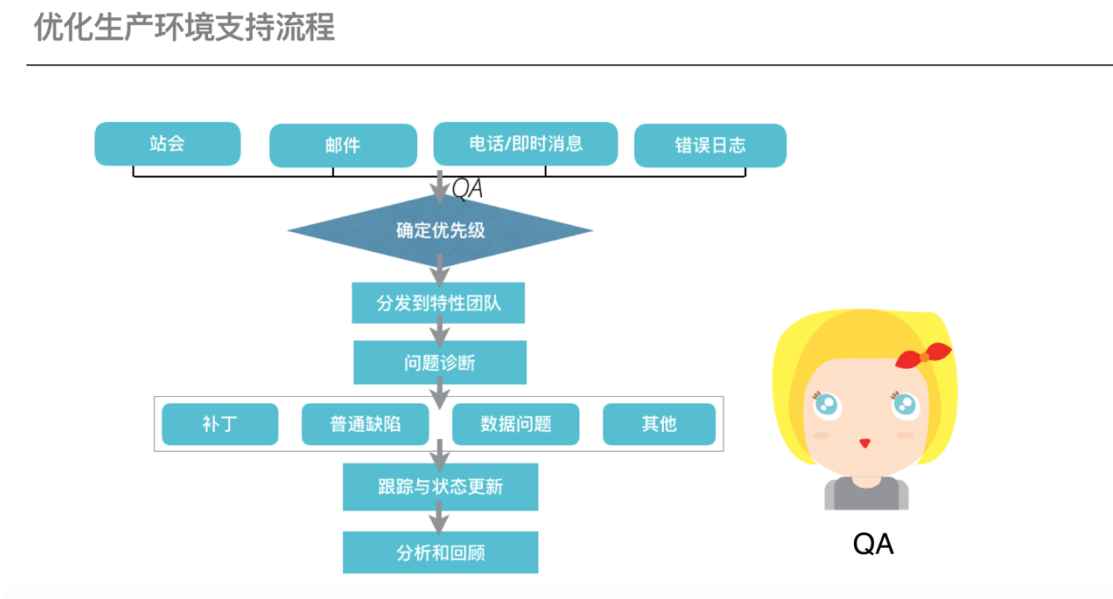 优化生产环境支持流程
站会
邮件
电话/即时消息
错误日志
QA
确定优先级
分发到特性团队
问题诊断
补丁
普通缺陷
数据问题
其他
跟踪与状态更新
分析和回顾
QA